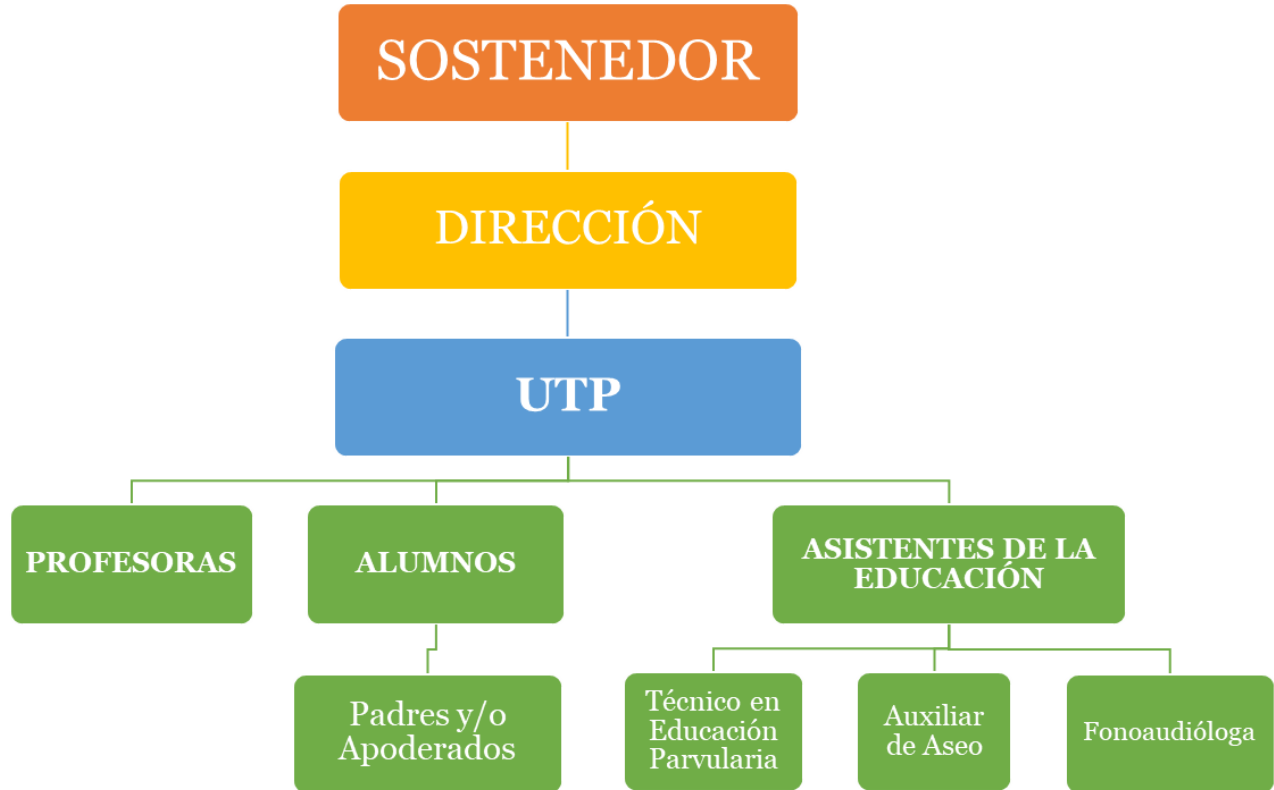 SOSTENEDOR
DIRECCIÓN
UTP
PROFESORAS
ALUMNOS
ASISTENTES DE LA
EDUCACIÓN
Padres y/o
Apoderados
Técnico en
Educación
Parvularia
Auxiliar
de Aseo
Fonoaudióloga